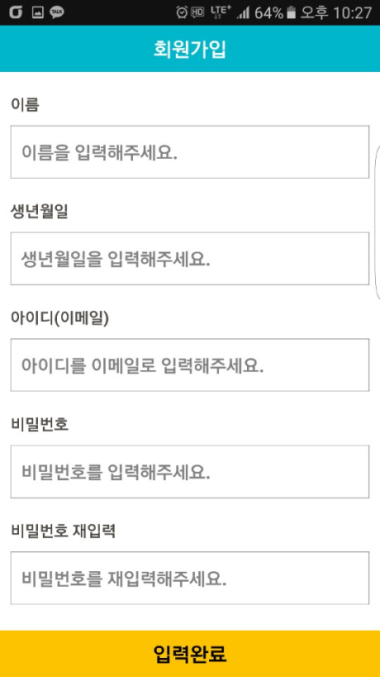 64% 오후 10:27
회원가입
이름
이름을 입력해주세요.
생년월일
생년월일을 입력해주세요.
아이디(이메일)
아이디를 이메일로 입력해주세요.
비밀번호
비밀번호를 입력해주세요.
비밀번호 재입력
비밀번호를 재입력해주세요.
입력완료